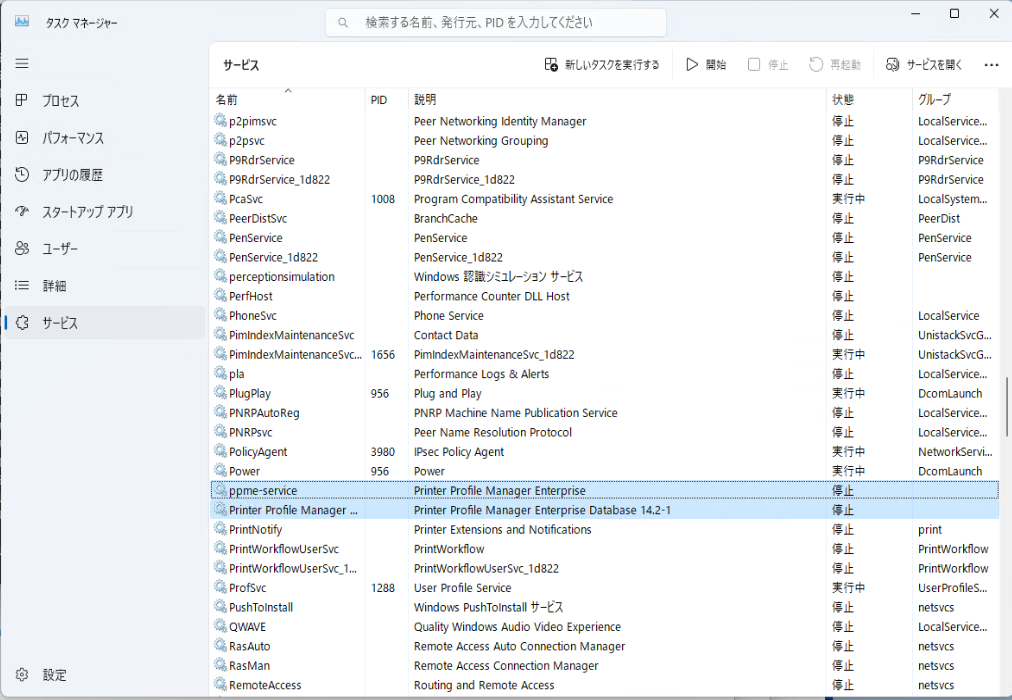 タスク マネージャー
検索する名前、発行元、PID を入力してください
サービス
新しいタスクを実行する
開始
停止
再起動
サービスを開く
プロセス
パフォーマンス
アプリの履歴
スタートアップ アプリ
ユーザー
詳細
サービス
設定
名前 PID 説明 状態 グループ
p2pimsvc Peer Networking Identity Manager 停止 LocalService...
p2psvc Peer Networking Grouping 停止 LocalService...
P9RdrService P9RdrService 停止 P9RdrService
P9RdrService_1d822 P9RdrService_1d822 停止 P9RdrService
PcaSvc 1008 Program Compatibility Assistant Service 実行中 LocalSystem...
PeerDistSvc BranchCache 停止 PeerDist
PenService PenService 停止 PenService
PenService_1d822 PenService_1d822 停止 PenService
perceptionsimulation Windows 認識シミュレーション サービス 停止
PerfHost Performance Counter DLL Host 停止
PhoneSvc Phone Service 停止 LocalService
PimIndexMaintenanceSvc Contact Data 停止 UnistackSvcG...
PimIndexMaintenanceSvc... 1656 PimIndexMaintenanceSvc_1d822 実行中 UnistackSvcG...
pla Performance Logs & Alerts 停止 LocalService...
PlugPlay 956 Plug and Play 実行中 DcomLaunch
PNRPAutoReg PNRP Machine Name Publication Service 停止 LocalService...
PNRPsvc Peer Name Resolution Protocol 停止 LocalService...
PolicyAgent 3980 IPsec Policy Agent 実行中 NetworkServi...
Power 956 Power 実行中 DcomLaunch
ppme-service Printer Profile Manager Enterprise 停止
Printer Profile Manager ... Printer Profile Manager Enterprise Database 14.2-1 停止
PrintNotify Printer Extensions and Notifications 停止 print
PrintWorkflowUserSvc PrintWorkflow 停止 PrintWorkflow
PrintWorkflowUserSvc_1... PrintWorkflowUserSvc_1d822 停止 PrintWorkflow
ProfSvc 1288 User Profile Service 実行中 UserProfileS...
PushToInstall Windows PushToInstall サービス 停止 netsvcs
QWAVE Quality Windows Audio Video Experience 停止 LocalService...
RasAuto Remote Access Auto Connection Manager 停止 netsvcs
RasMan Remote Access Connection Manager 停止 netsvcs
RemoteAccess Routing and Remote Access 停止 netsvcs